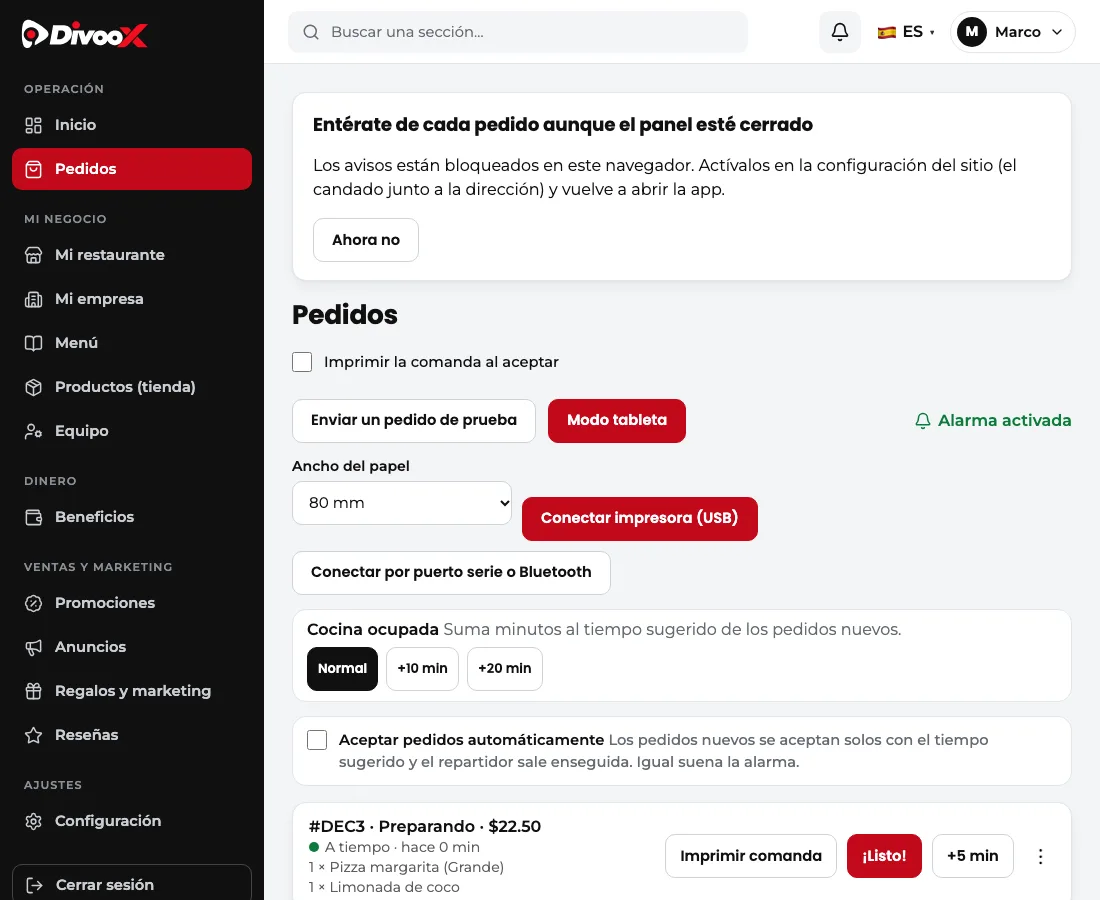 DivooX
OPERACIÓN
Inicio
Pedidos
MI NEGOCIO
Mi restaurante
Mi empresa
Menú
Productos (tienda)
Equipo
DINERO
Beneficios
VENTAS Y MARKETING
Promociones
Anuncios
Regalos y marketing
Reseñas
AJUSTES
Configuración
Cerrar sesión
Buscar una sección...
ES
M
Marco
Entérate de cada pedido aunque el panel esté cerrado
Los avisos están bloqueados en este navegador. Actívalos en la configuración del sitio (el
candado junto a la dirección) y vuelve a abrir la app.
Ahora no
Pedidos
Imprimir la comanda al aceptar
Enviar un pedido de prueba
Modo tableta
Alarma activada
Ancho del papel
80 mm
Conectar impresora (USB)
Conectar por puerto serie o Bluetooth
Cocina ocupada Suma minutos al tiempo sugerido de los pedidos nuevos.
Normal
+10 min
+20 min
Aceptar pedidos automáticamente Los pedidos nuevos se aceptan solos con el tiempo
sugerido y el repartidor sale enseguida. Igual suena la alarma.
#DEC3 · Preparando · $22.50
A tiempo · hace 0 min
1 × Pizza margarita (Grande)
1 × Limonada de coco
Imprimir comanda
¡Listo!
+5 min